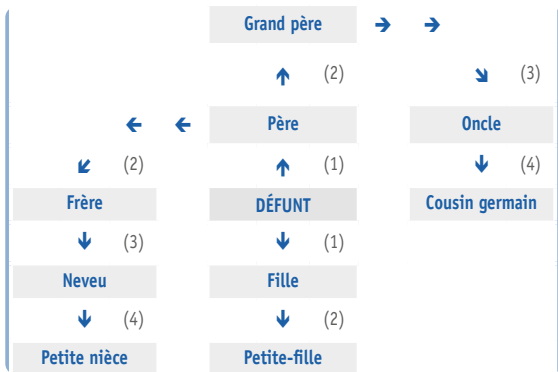 Grand père
(2) (3)
Père Oncle
(2) (1) (4)
Frère DÉFUNT Cousin germain
(3) (1)
Neveu Fille
(4) (2)
Petite nièce Petite-fille